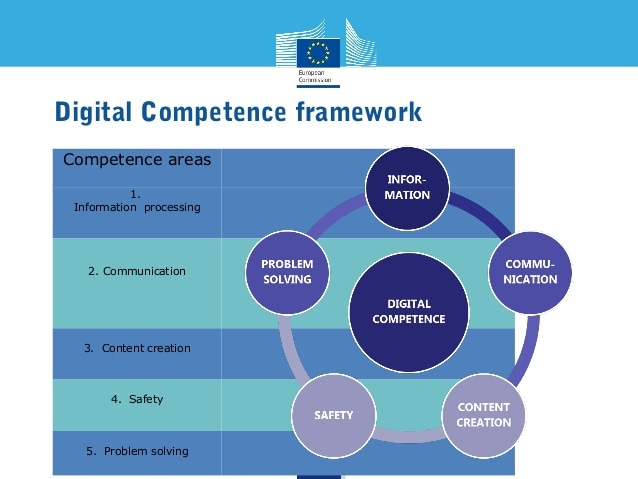 European
Commission
Digital Competence framework
Competence areas
1.
Information processing
2. Communication
3. Content creation
4. Safety
5. Problem solving
INFOR-
MATION
COMMU-
NICATION
CONTENT
CREATION
SAFETY
PROBLEM
SOLVING
DIGITAL
COMPETENCE